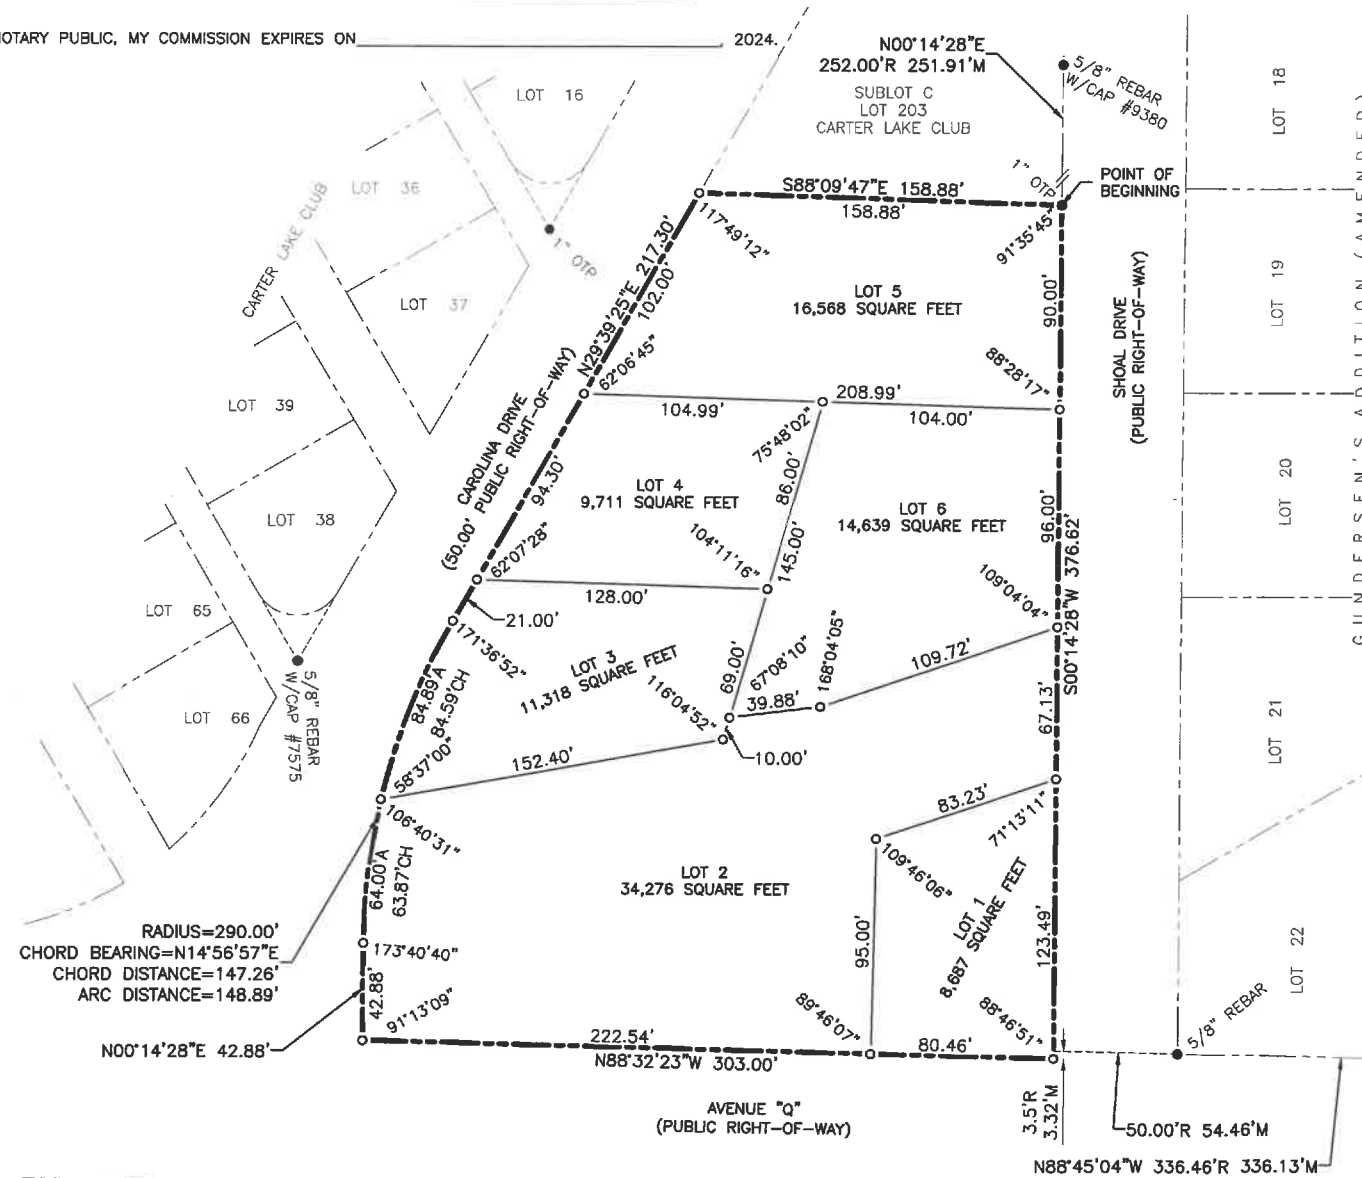 NOTARY PUBLIC, MY COMMISSION EXPIRES ON 2024.
N00°14'28"E
252.00'R 251.91'M
SUBLOT C
LOT 203
CARTER LAKE CLUB
5/8" REBAR
W/CAP #9380
LOT 18
LOT 16
LOT 36
CARTER LAKE CLUB
1" OTP
LOT 37
1" OTP
POINT OF
BEGINNING
S88°09'47"E 158.88'
158.88'
117°49'12"
91°35'45"
N29°39'25"E 217.30'
102.00'
LOT 5
16,568 SQUARE FEET
90.00'
SHOAL DRIVE
(PUBLIC RIGHT-OF-WAY)
LOT 19
GUNDERSEN'S ADDITION (AMENDED)
62°06'45"
88°28'17"
LOT 39
CAROLINA DRIVE
(50.00' PUBLIC RIGHT-OF-WAY)
104.99'
208.99'
104.00'
75°48'02"
86.00'
94.30'
LOT 4
9,711
SQUARE FEET
LOT 6
14,639 SQUARE FEET
96.00'
S00°14'28"W 376.62'
LOT 20
LOT 38
62°07'28"
104°11'16"
145.00'
109°04'04"
128.00'
21.00'
LOT 65
171°36'52"
LOT 3
11,318 SQUARE FEET
69.00'
67°08'10"
168°04'05"
109.72'
39.88'
116°04'52"
10.00'
84.89'A
84.59'CH
67.13'
LOT 21
5/8" REBAR
W/CAP #7575
LOT 66
58°37'00"
152.40'
106°40'31"
83.23'
71°13'11"
109°46'06"
LOT 2
34,276 SQUARE FEET
64.00'A
63.87'CH
LOT 1
8,687 SQUARE FEET
123.49'
95.00'
RADIUS=290.00'
CHORD BEARING=N14°56'57"E
CHORD DISTANCE=147.26'
ARC DISTANCE=148.89'
173°40'40"
42.88'
91°13'09"
N00°14'28"E 42.88'
89°46'07"
88°46'51"
222.54'
80.46'
N88°32'23"W 303.00'
5/8" REBAR
LOT 22
AVENUE "Q"
(PUBLIC RIGHT-OF-WAY)
3.5'R
3.32'M
50.00'R 54.46'M
N88°45'04"W 336.46'R 336.13'M